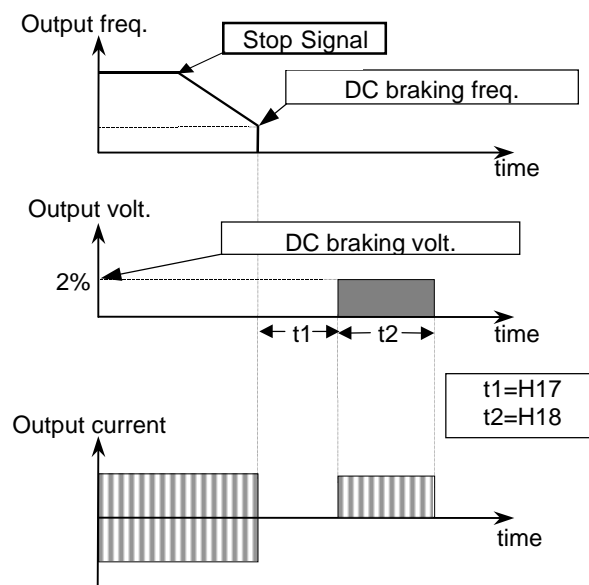 Output freq.
Stop Signal
DC braking freq.
time
Output volt.
DC braking volt.
2%
t1
t2
time
t1=H17
t2=H18
Output current
time